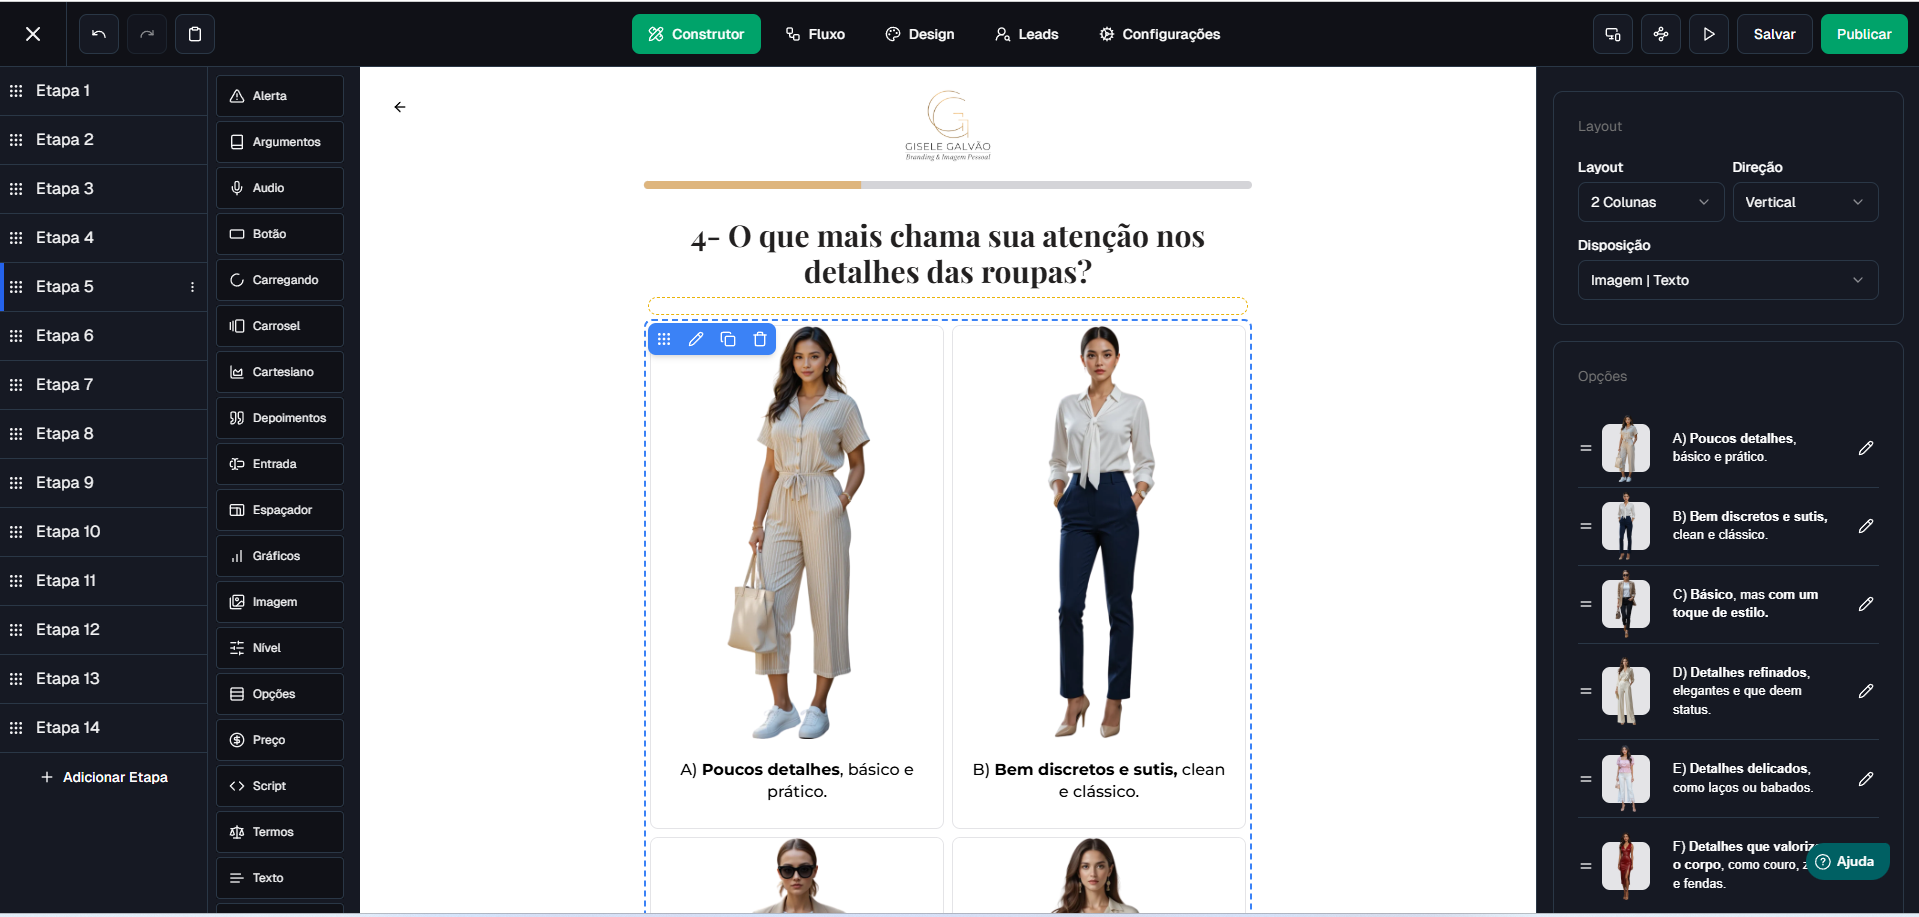 Construtor
Fluxo
Design
Leads
Configurações
Salvar
Publicar
Etapa 1
Etapa 2
Etapa 3
Etapa 4
Etapa 5
Etapa 6
Etapa 7
Etapa 8
Etapa 9
Etapa 10
Etapa 11
Etapa 12
Etapa 13
Etapa 14
Adicionar Etapa
Alerta
Argumentos
Audio
Botão
Carregando
Carrosel
Cartesiano
Depoimentos
Entrada
Espaçador
Gráficos
Imagem
Nível
Opções
Preço
Script
Termos
Texto
GISELE GALVÃO
Branding & Imagem Pessoal
4- O que mais chama sua atenção nos
detalhes das roupas?
A) Poucos detalhes, básico e
prático.
B) Bem discretos e sutis, clean
e clássico.
Layout
Layout
Direção
2 Colunas
Vertical
Disposição
Imagem | Texto
Opções
A) Poucos detalhes,
básico e prático.
B) Bem discretos e sutis,
clean e clássico.
C) Básico, mas com um
toque de estilo.
D) Detalhes refinados,
elegantes e que deem
status.
E) Detalhes delicados,
como laços ou babados.
F) Detalhes que
o corpo, como couro,
e fendas.
Ajuda